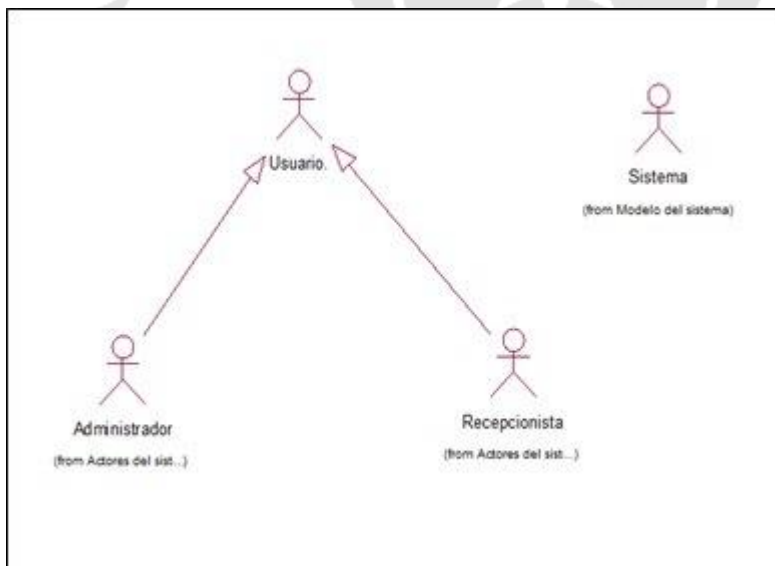 Usuario.
Sistema
(from Modelo del sistema)
Administrador
(from Actores del sist...)
Recepcionista
(from Actores del sist...)